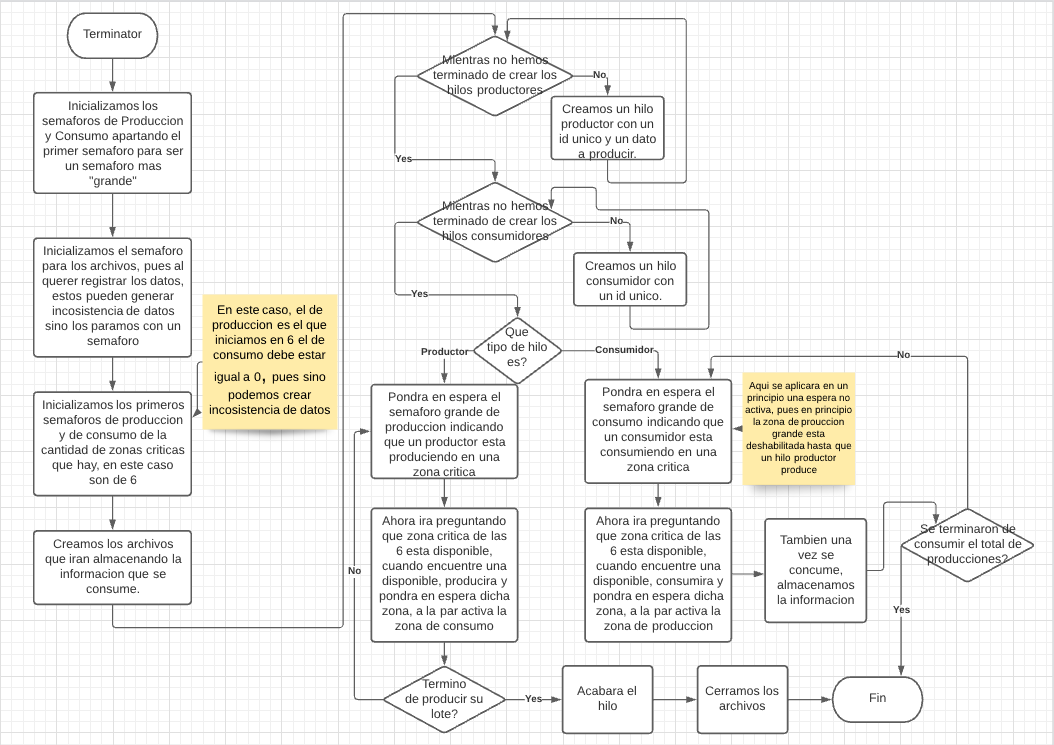 Terminator
Inicializamos los
semaforos de Produccion
y Consumo apartando el
primer semaforo para ser
un semaforo mas
"grande"
Inicializamos el semaforo
para los archivos, pues al
querer registrar los datos,
estos pueden generar
incosistencia de datos
sino los paramos con un
semaforo
En este caso, el de
produccion es el que
iniciamos en 6 el de
consumo debe estar
igual a 0, pues sino
podemos crear
incosistencia de datos
Inicializamos los primeros
semaforos de produccion
y de consumo de la
cantidad de zonas criticas
que hay, en este caso
son de 6
Creamos los archivos
que iran almacenando la
informacion que se
consume.
Mientras no hemos
terminado de crear los
hilos productores
No
Creamos un hilo
productor con un
id unico y un dato
a producir.
Yes
Mientras no hemos
terminado de crear los
hilos consumidores
No
Creamos un hilo
consumidor con
un id unico.
Yes
Que
tipo de hilo
es?
Productor
Consumidor
Pondra en espera el
semaforo grande de
produccion indicando
que un productor esta
produciendo en una
zona critica
Ahora ira preguntando
que zona critica de las
6 esta disponible,
cuando encuentre una
disponible, producira y
pondra en espera dicha
zona, a la par activa la
zona de consumo
No
Termino
de producir su
lote?
Yes
Acabara el
hilo
Cerramos los
archivos
Fin
Pondra en espera el
semaforo grande de
consumo indicando que
un consumidor esta
consumiendo en una
zona critica
Aqui se aplicara en un
principio una espera no
activa, pues en principio
la zona de prouccion
grande esta
deshabilitada hasta que
un hilo productor
produce
Ahora ira preguntando
que zona critica de las
6 esta disponible,
cuando encuentre una
disponible, consumira y
pondra en espera dicha
zona, a la par activa la
zona de produccion
Tambien una
vez se
concume,
almacenamos
la informacion
No
Se terminaron de
consumir el total de
producciones?
Yes